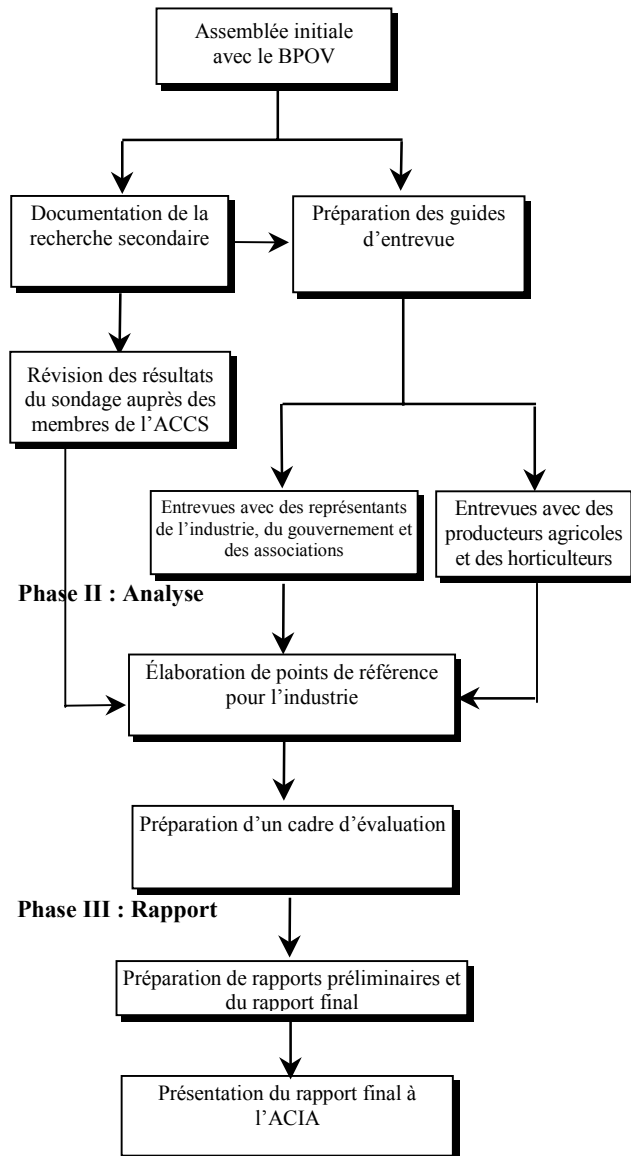 Assemblée initiale
avec le BPOV
Documentation de la
recherche secondaire
Préparation des guides
d’entrevue
Révision des résultats
du sondage auprès des
membres de l’ACCS
Entrevues avec des représentants
de l’industrie, du gouvernement et
des associations
Entrevues avec des
producteurs agricoles
et des horticulteurs
Phase II : Analyse
Élaboration de points de référence
pour l’industrie
Préparation d’un cadre d’évaluation
Phase III : Rapport
Préparation de rapports préliminaires et
du rapport final
Présentation du rapport final à
l’ACIA